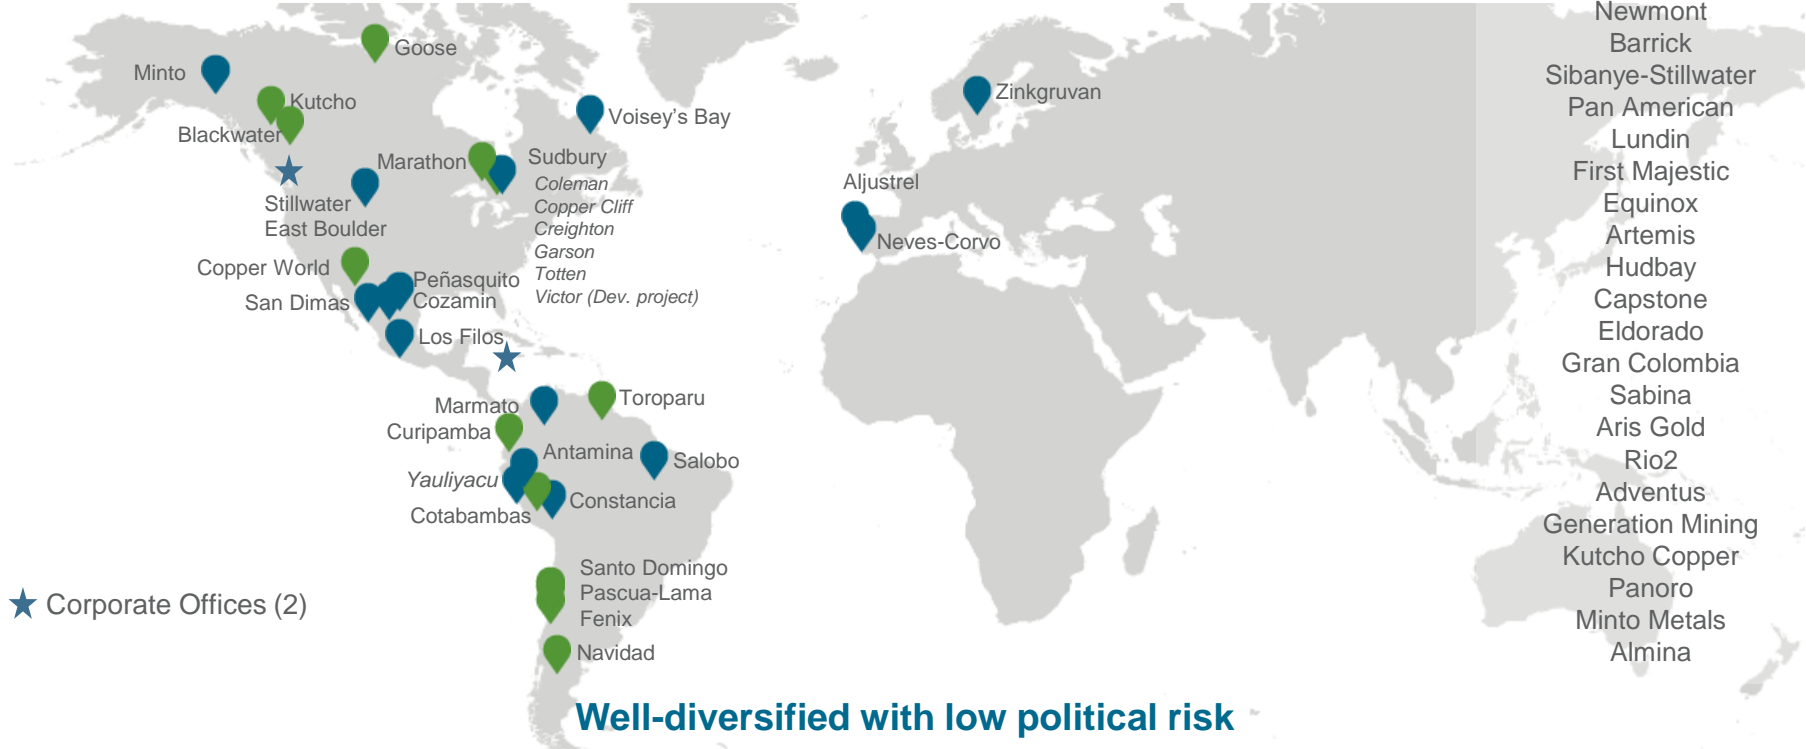 Goose
Minto
Kutcho
Blackwater
Voisey's Bay
Marathon
Sudbury
Coleman
Copper Cliff
Creighton
Garson
Totten
Victor (Dev. project)
Stillwater
East Boulder
Copper World
Peñasquito
San Dimas
Cozamin
Los Filos
Zinkgruvan
Aljustrel
Neves-Corvo
Marmato
Toroparu
Curipamba
Antamina
Salobo
Yauliyacu
Constancia
Cotabambas
Santo Domingo
Pascua-Lama
Fenix
Navidad
Corporate Offices (2)
Newmont
Barrick
Sibanye-Stillwater
Pan American
Lundin
First Majestic
Equinox
Artemis
Hudbay
Capstone
Eldorado
Gran Colombia
Sabina
Aris Gold
Rio2
Adventus
Generation Mining
Kutcho Copper
Panoro
Minto Metals
Almina
Well-diversified with low political risk